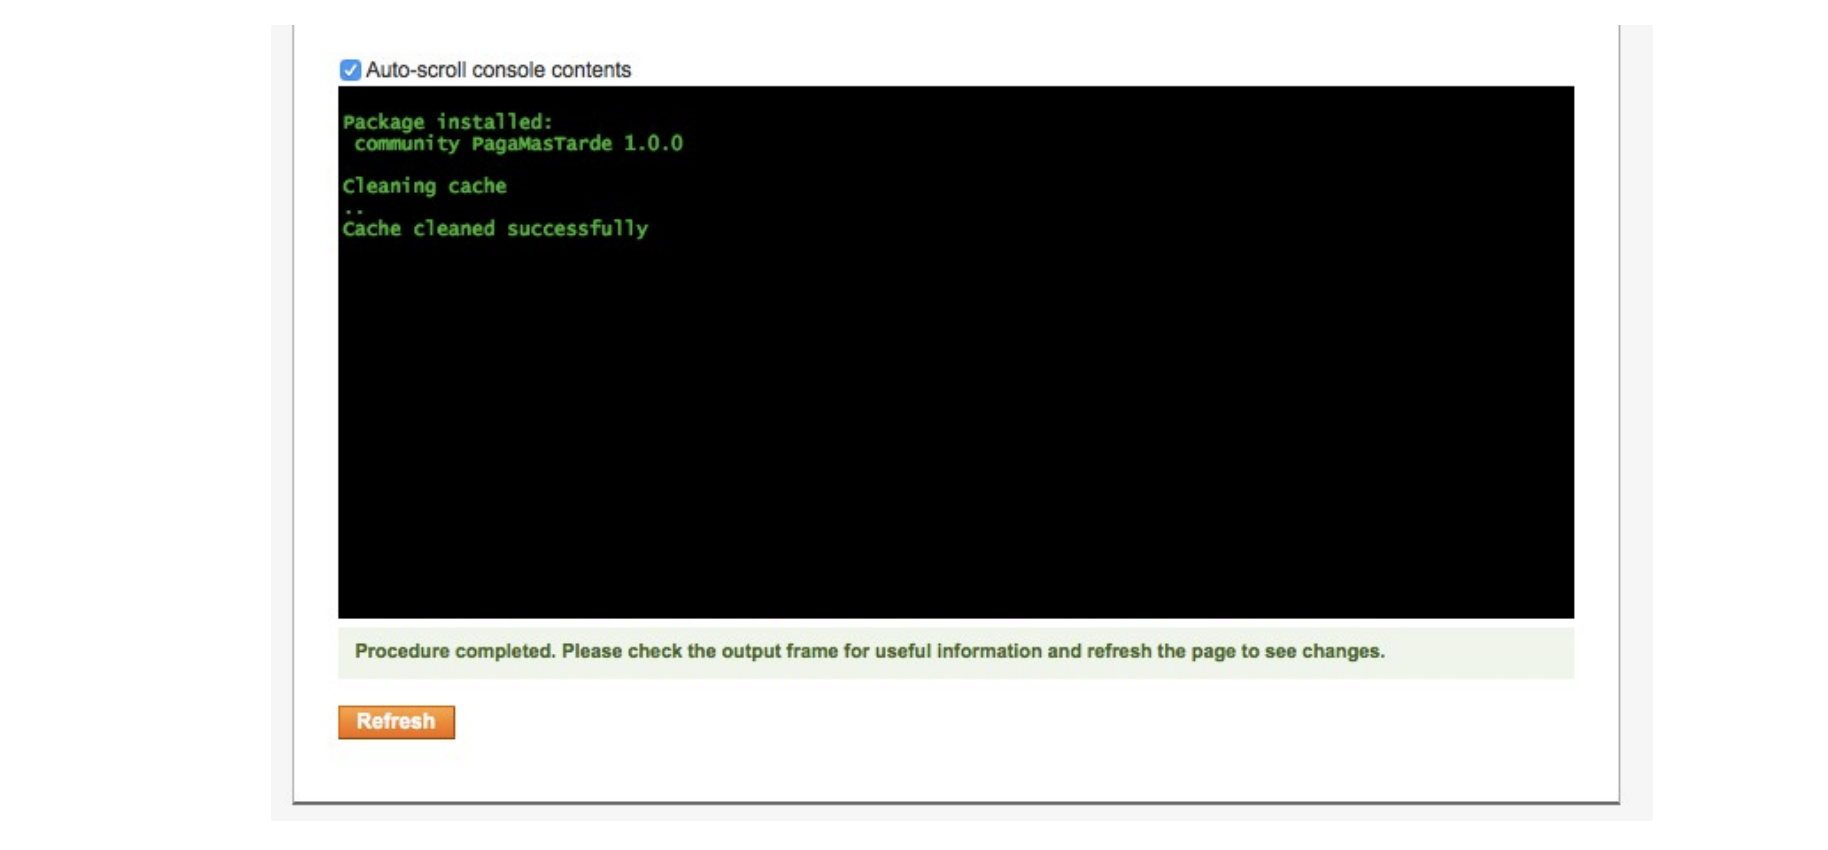 Auto-scroll console contents
Package installed:
community PagaMasTarde 1.0.0
Cleaning cache
..
Cache cleaned successfully
Procedure completed. Please check the output frame for useful information and refresh the page to see changes.
Refresh